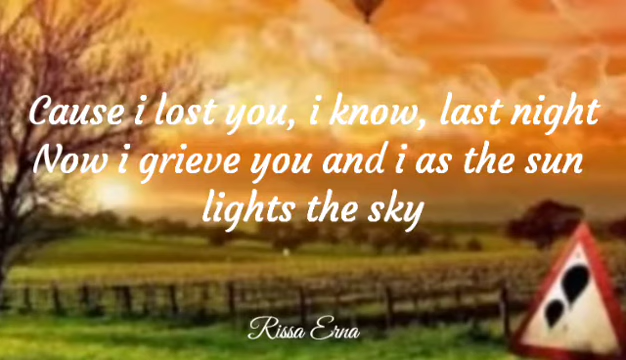 Cause i lost you, i know, last night
Now i grieve you and i as the sun
lights the sky
Rissa Erna